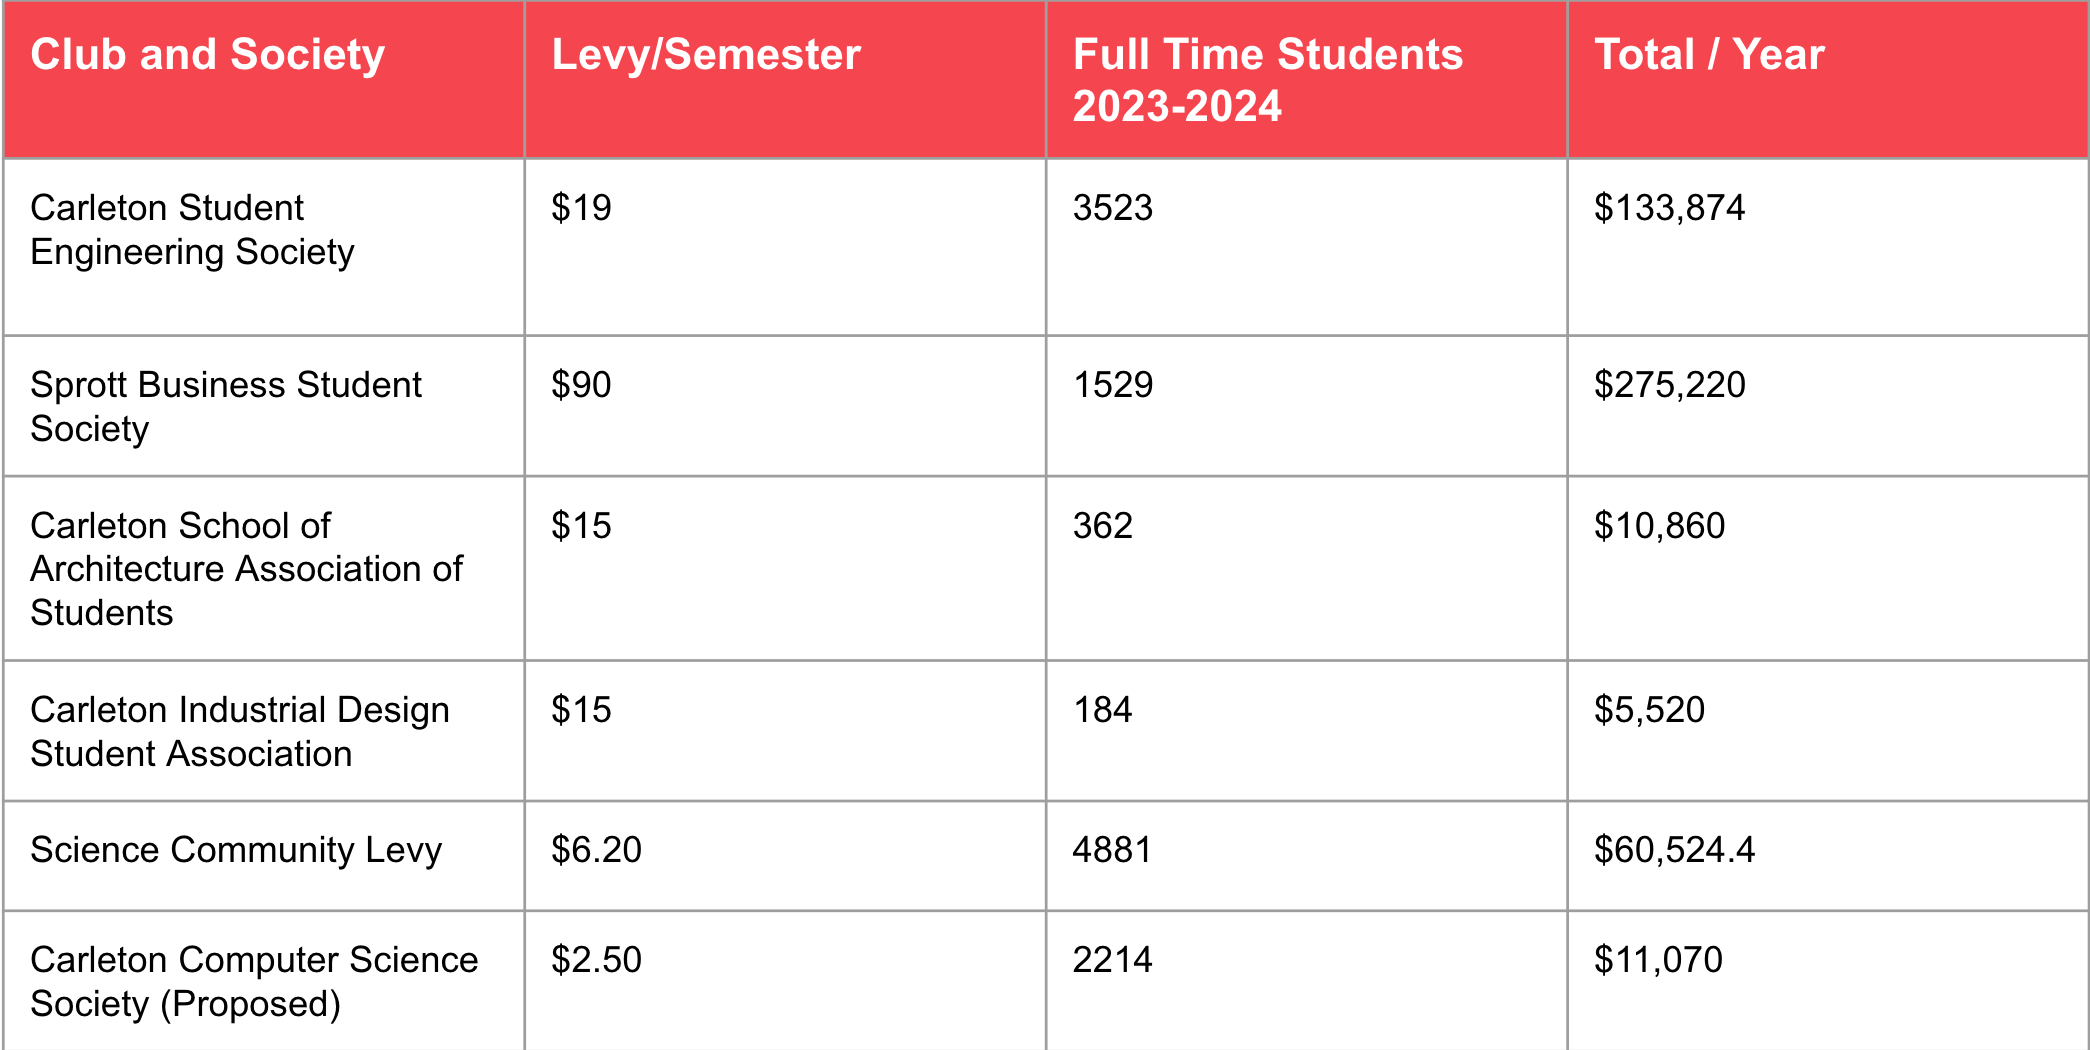 Club and Society
Levy/Semester
Full Time Students
2023-2024
Total / Year
Carleton Student
Engineering Society
$19
3523
$133,874
Sprott Business Student
Society
$90
1529
$275,220
Carleton School of
Architecture Association of
Students
$15
362
$10,860
Carleton Industrial Design
Student Association
$15
184
$5,520
Science Community Levy
$6.20
4881
$60,524.4
Carleton Computer Science
Society (Proposed)
$2.50
2214
$11,070